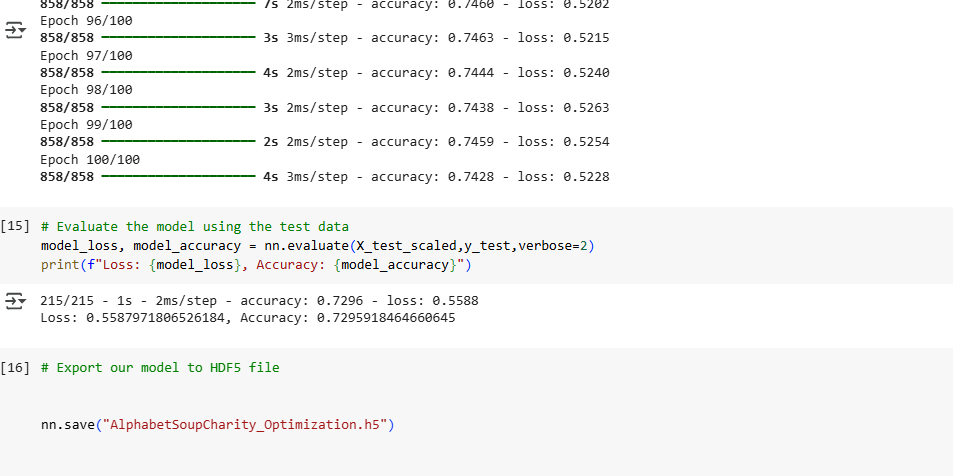 858/858 ━━━━━━━━━━━━━━━━━━━━ 7s 2ms/step - accuracy: 0.7460 - loss: 0.5202
Epoch 96/100
858/858 ━━━━━━━━━━━━━━━━━━━━ 3s 3ms/step - accuracy: 0.7463 - loss: 0.5215
Epoch 97/100
858/858 ━━━━━━━━━━━━━━━━━━━━ 4s 2ms/step - accuracy: 0.7444 - loss: 0.5240
Epoch 98/100
858/858 ━━━━━━━━━━━━━━━━━━━━ 3s 2ms/step - accuracy: 0.7438 - loss: 0.5263
Epoch 99/100
858/858 ━━━━━━━━━━━━━━━━━━━━ 2s 2ms/step - accuracy: 0.7459 - loss: 0.5254
Epoch 100/100
858/858 ━━━━━━━━━━━━━━━━━━━━ 4s 3ms/step - accuracy: 0.7428 - loss: 0.5228
[15] # Evaluate the model using the test data
model_loss, model_accuracy = nn.evaluate(X_test_scaled,y_test,verbose=2)
print(f"Loss: {model_loss}, Accuracy: {model_accuracy}")
215/215 - 1s - 2ms/step - accuracy: 0.7296 - loss: 0.5588
Loss: 0.5587971806526184, Accuracy: 0.7295918464660645
[16] # Export our model to HDF5 file
nn.save("AlphabetSoupCharity_Optimization.h5")